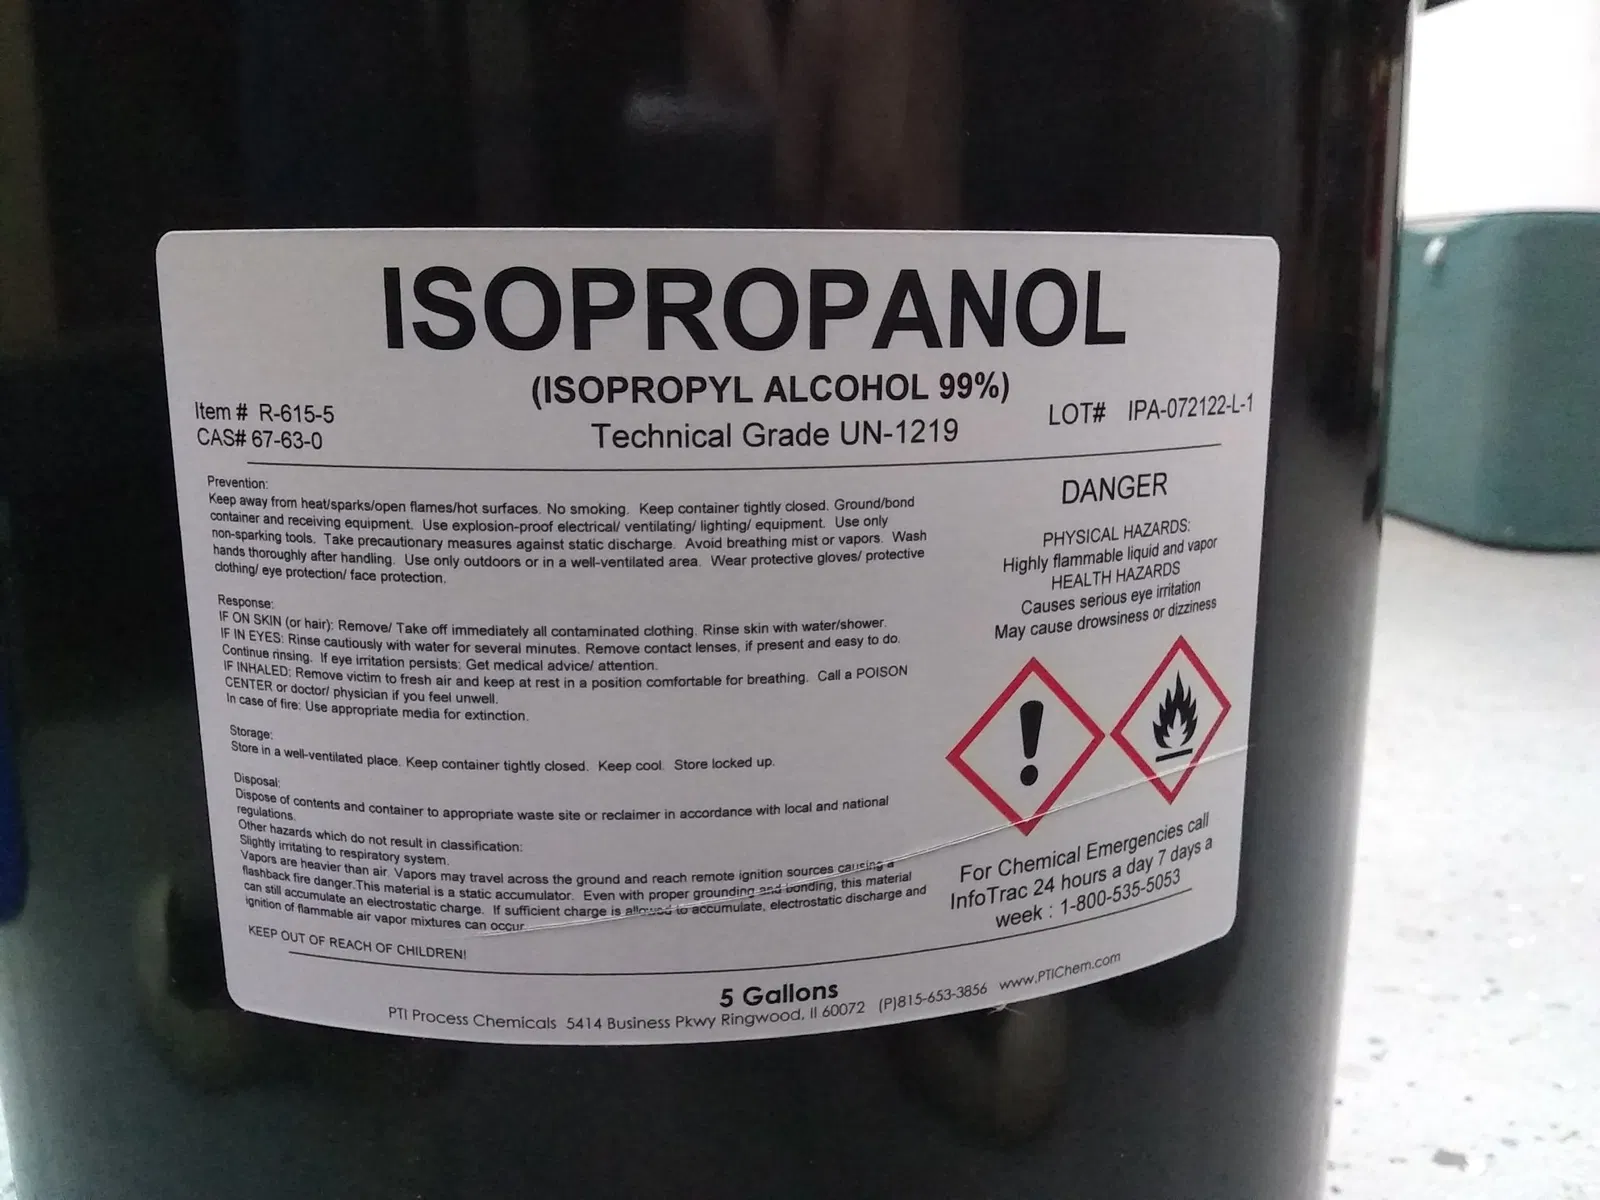 ISOPROPANOL
(ISOPROPYL ALCOHOL 99%)
Item # R-615-5
CAS# 67-63-0
Technical Grade UN-1219
LOT# IPA-072122-L-1
Prevention:
Keep away from heat/sparks/open flames/hot surfaces. No smoking. Keep container tightly closed. Ground/bond
container and receiving equipment. Use explosion-proof electrical/ ventilating/ lighting/ equipment. Use only
non-sparking tools. Take precautionary measures against static discharge. Avoid breathing mist or vapors. Wash
hands thoroughly after handling. Use only outdoors or in a well-ventilated area. Wear protective gloves/ protective
clothing/ eye protection/ face protection.
Response:
IF ON SKIN (or hair): Remove/ Take off immediately all contaminated clothing. Rinse skin with water/shower.
IF IN EYES: Rinse cautiously with water for several minutes. Remove contact lenses, if present and easy to do.
Continue rinsing. If eye irritation persists: Get medical advice/ attention.
IF INHALED: Remove victim to fresh air and keep at rest in a position comfortable for breathing. Call a POISON
CENTER or doctor/ physician if you feel unwell.
In case of fire: Use appropriate media for extinction.
Storage:
Store in a well-ventilated place. Keep container tightly closed. Keep cool. Store locked up.
Disposal:
Dispose of contents and container to appropriate waste site or reclaimer in accordance with local and national
regulations.
Other hazards which do not result in classification:
Slightly irritating to respiratory system.
Vapors are heavier than air. Vapors may travel across the ground and reach remote ignition sources causing a
flashback fire danger.This material is a static accumulator. Even with proper grounding and bonding, this material
can still accumulate an electrostatic charge. If sufficient charge is allowed to accumulate, electrostatic discharge and
ignition of flammable air vapor mixtures can occur.
KEEP OUT OF REACH OF CHILDREN!
DANGER
PHYSICAL HAZARDS:
Highly flammable liquid and vapor
HEALTH HAZARDS
Causes serious eye irritation
May cause drowsiness or dizziness
For Chemical Emergencies call
InfoTrac 24 hours a day 7 days a
week : 1-800-535-5053
5 Gallons
PTI Process Chemicals 5414 Business Pkwy Ringwood, Il 60072 (P)815-653-3856 www.PTIChem.com